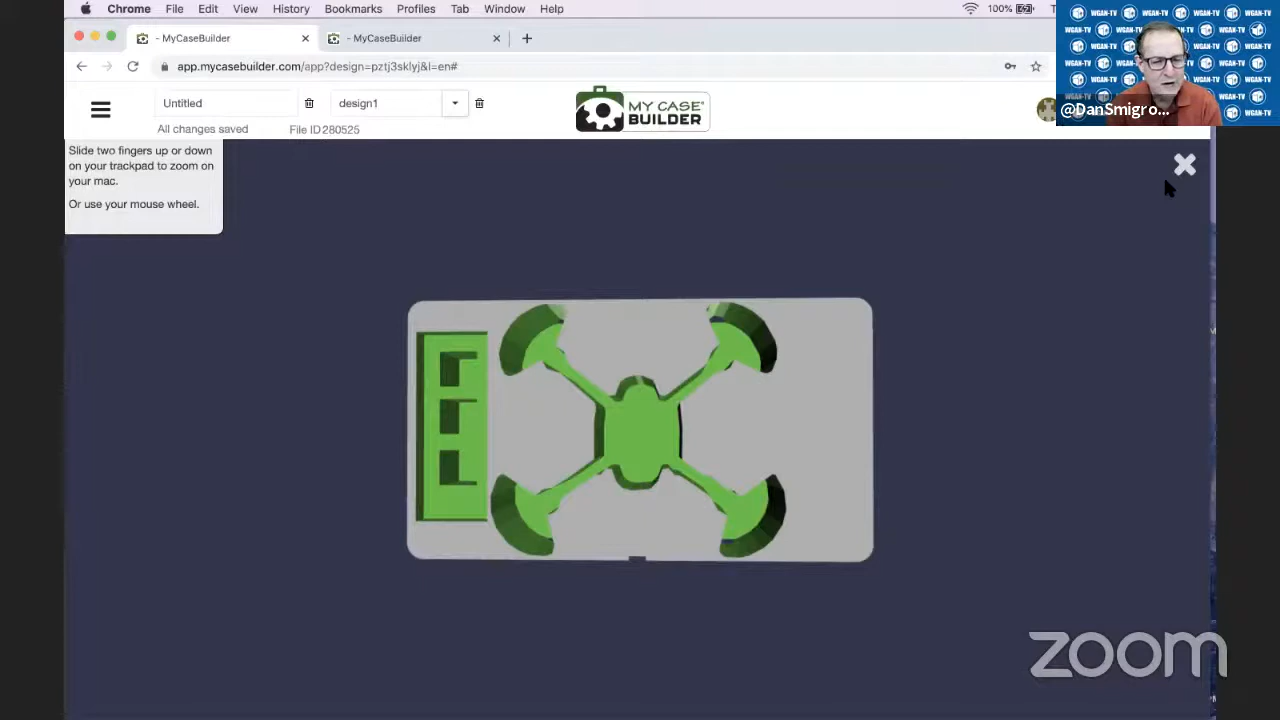 Chrome File Edit View History Bookmarks Profiles Tab Window Help 100%
- MyCaseBuilder
- MyCaseBuilder
app.mycasebuilder.com/app?design=pztj3sklyj&l=en#
Untitled
design1
All changes saved
File ID 280525
MY CASE
BUILDER
Slide two fingers up or down
on your trackpad to zoom on
your mac.
Or use your mouse wheel.
WGAN-TV
@DanSmigro...
zoom